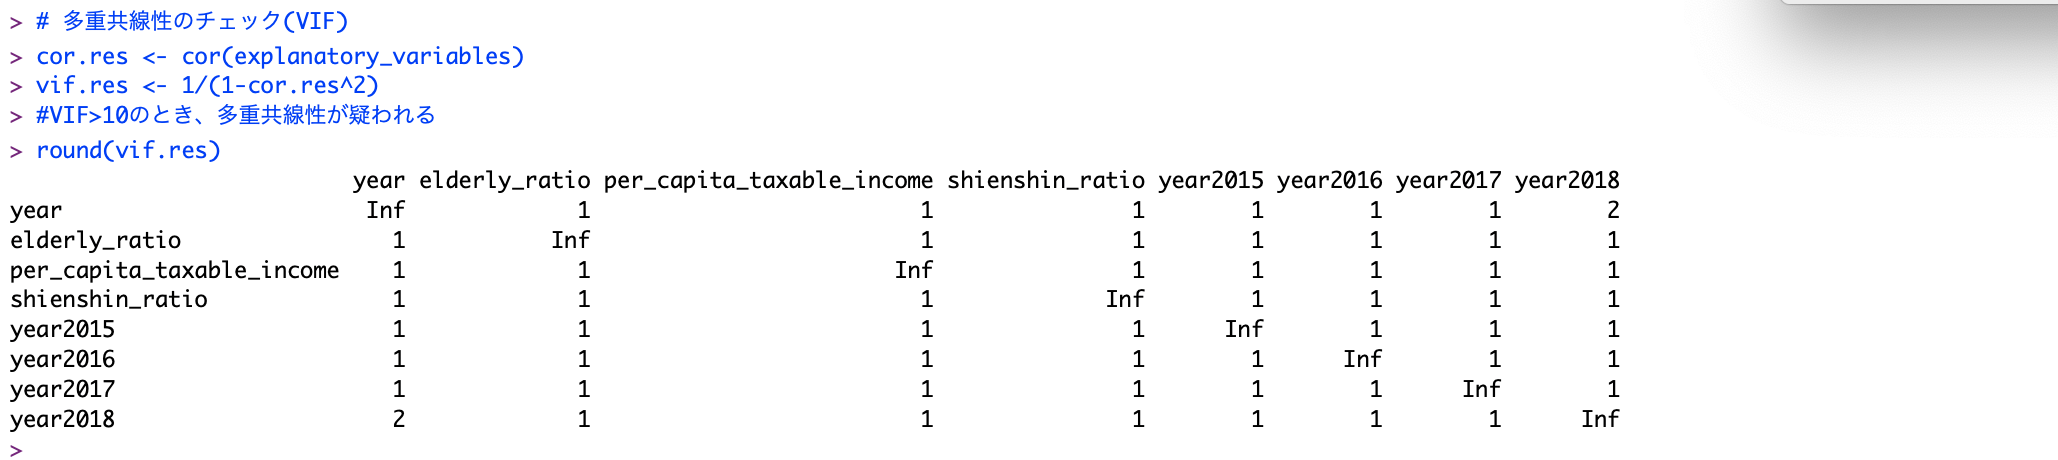 > # 多重共線性のチェック(VIF)
> cor.res <- cor(explanatory_variables)
> vif.res <- 1/(1-cor.res^2)
> #VIF>10のとき、多重共線性が疑われる
> round(vif.res)
year elderly_ratio per_capita_taxable_income shienshin_ratio year2015 year2016 year2017 year2018
year Inf 1 1 1 1 1 1 2
elderly_ratio 1 Inf 1 1 1 1 1 1
per_capita_taxable_income 1 1 Inf 1 1 1 1 1
shienshin_ratio 1 1 1 Inf 1 1 1 1
year2015 1 1 1 1 Inf 1 1 1
year2016 1 1 1 1 1 Inf 1 1
year2017 1 1 1 1 1 1 Inf 1
year2018 2 1 1 1 1 1 1 Inf
>